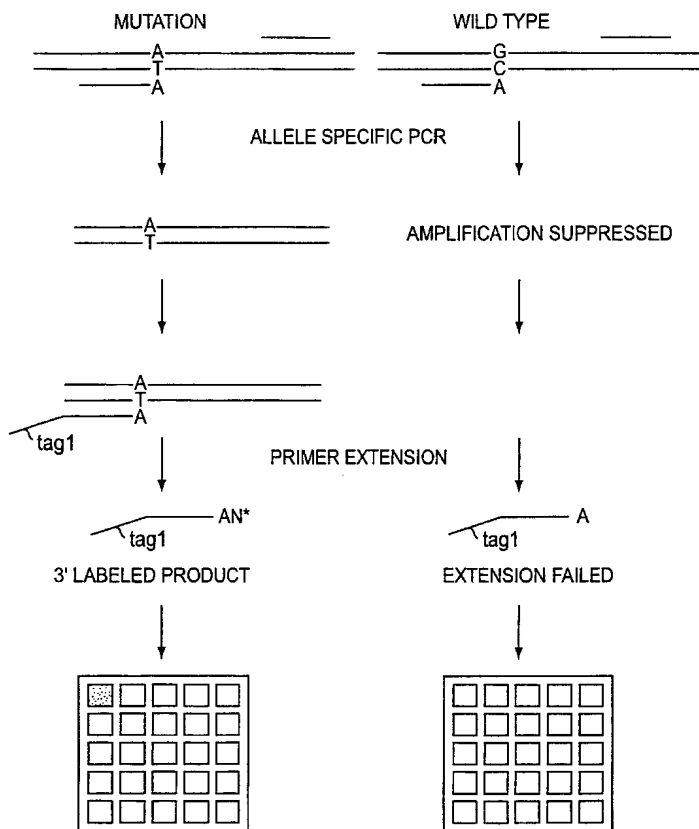 MUTATION WILD TYPE
A G
T C
A A
ALLELE SPECIFIC PCR
A
T
AMPLIFICATION SUPPRESSED
A
T
A
tag1
PRIMER EXTENSION
AN* A
tag1 tag1
3' LABELED PRODUCT EXTENSION FAILED